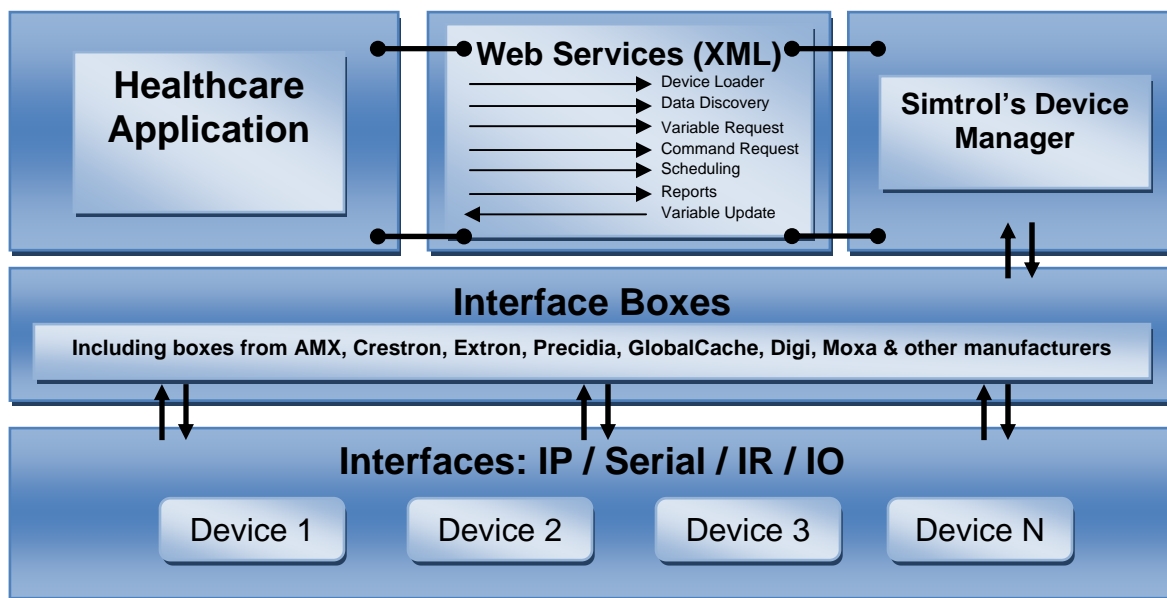 Healthcare
Application
Web Services (XML)
Device Loader
Data Discovery
Variable Request
Command Request
Scheduling
Reports
Variable Update
Simtrol's Device
Manager
Interface Boxes
Including boxes from AMX, Crestron, Extron, Precidia, GlobalCache, Digi, Moxa & other manufacturers
Interfaces: IP / Serial / IR / IO
Device 1
Device 2
Device 3
Device N